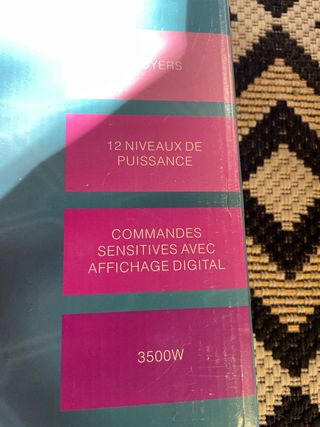 12 NIVEAUX DE
PUISSANCE
COMMANDES
SENSITIVES AVEC
AFFICHAGE DIGITAL
3500W